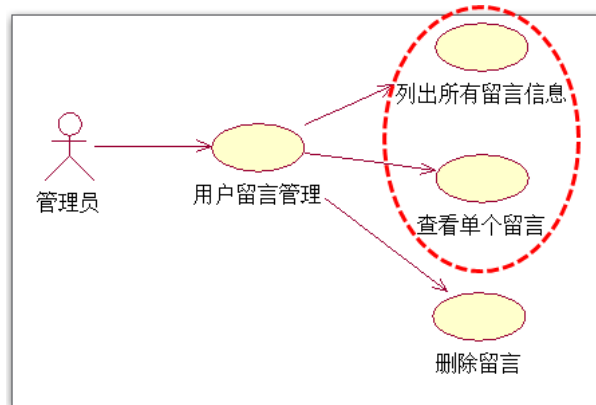 列出所有留言信息
管理员
用户留言管理
查看单个留言
删除留言